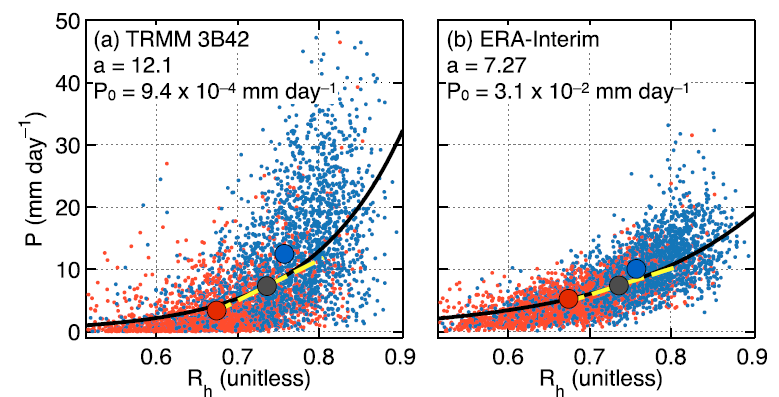 (a) TRMM 3B42
a = 12.1
P₀ = 9.4 x 10⁻⁴ mm day⁻¹
(b) ERA-Interim
a = 7.27
P₀ = 3.1 x 10⁻² mm day⁻¹
P (mm day⁻¹)
50
40
30
20
10
0
0.6 0.7 0.8 0.9
R_h (unitless)
0.6 0.7 0.8 0.9
R_h (unitless)